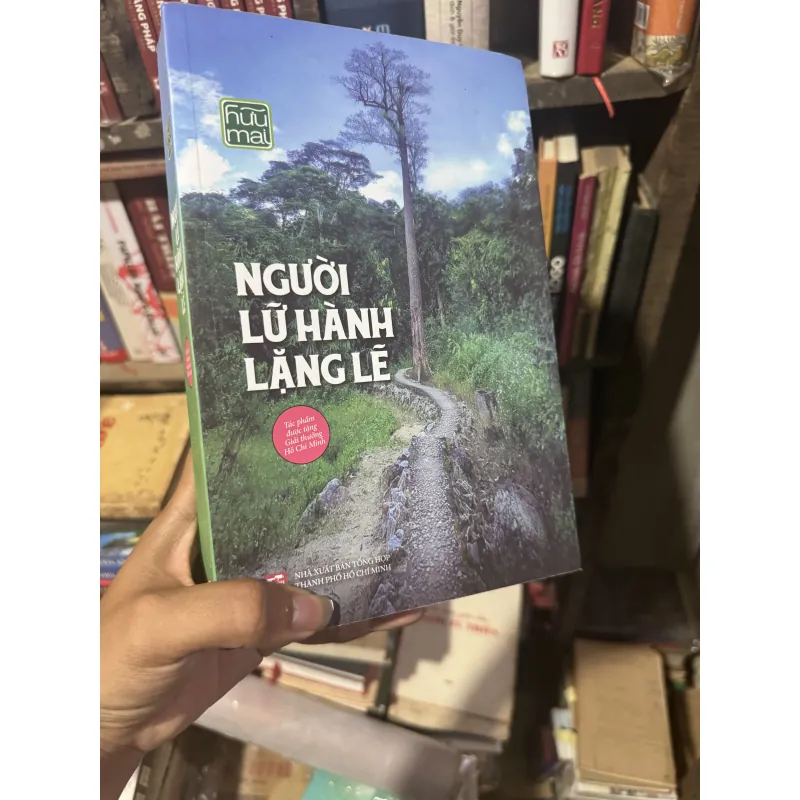 hữu
mai
NGƯỜI
LỮ HÀNH
LẶNG LẼ
Tác phẩm
được tặng
Giải thưởng
Hồ Chí Minh
NHÀ XUẤT BẢN TỔNG HỢP
THÀNH PHỐ HỒ CHÍ MINH